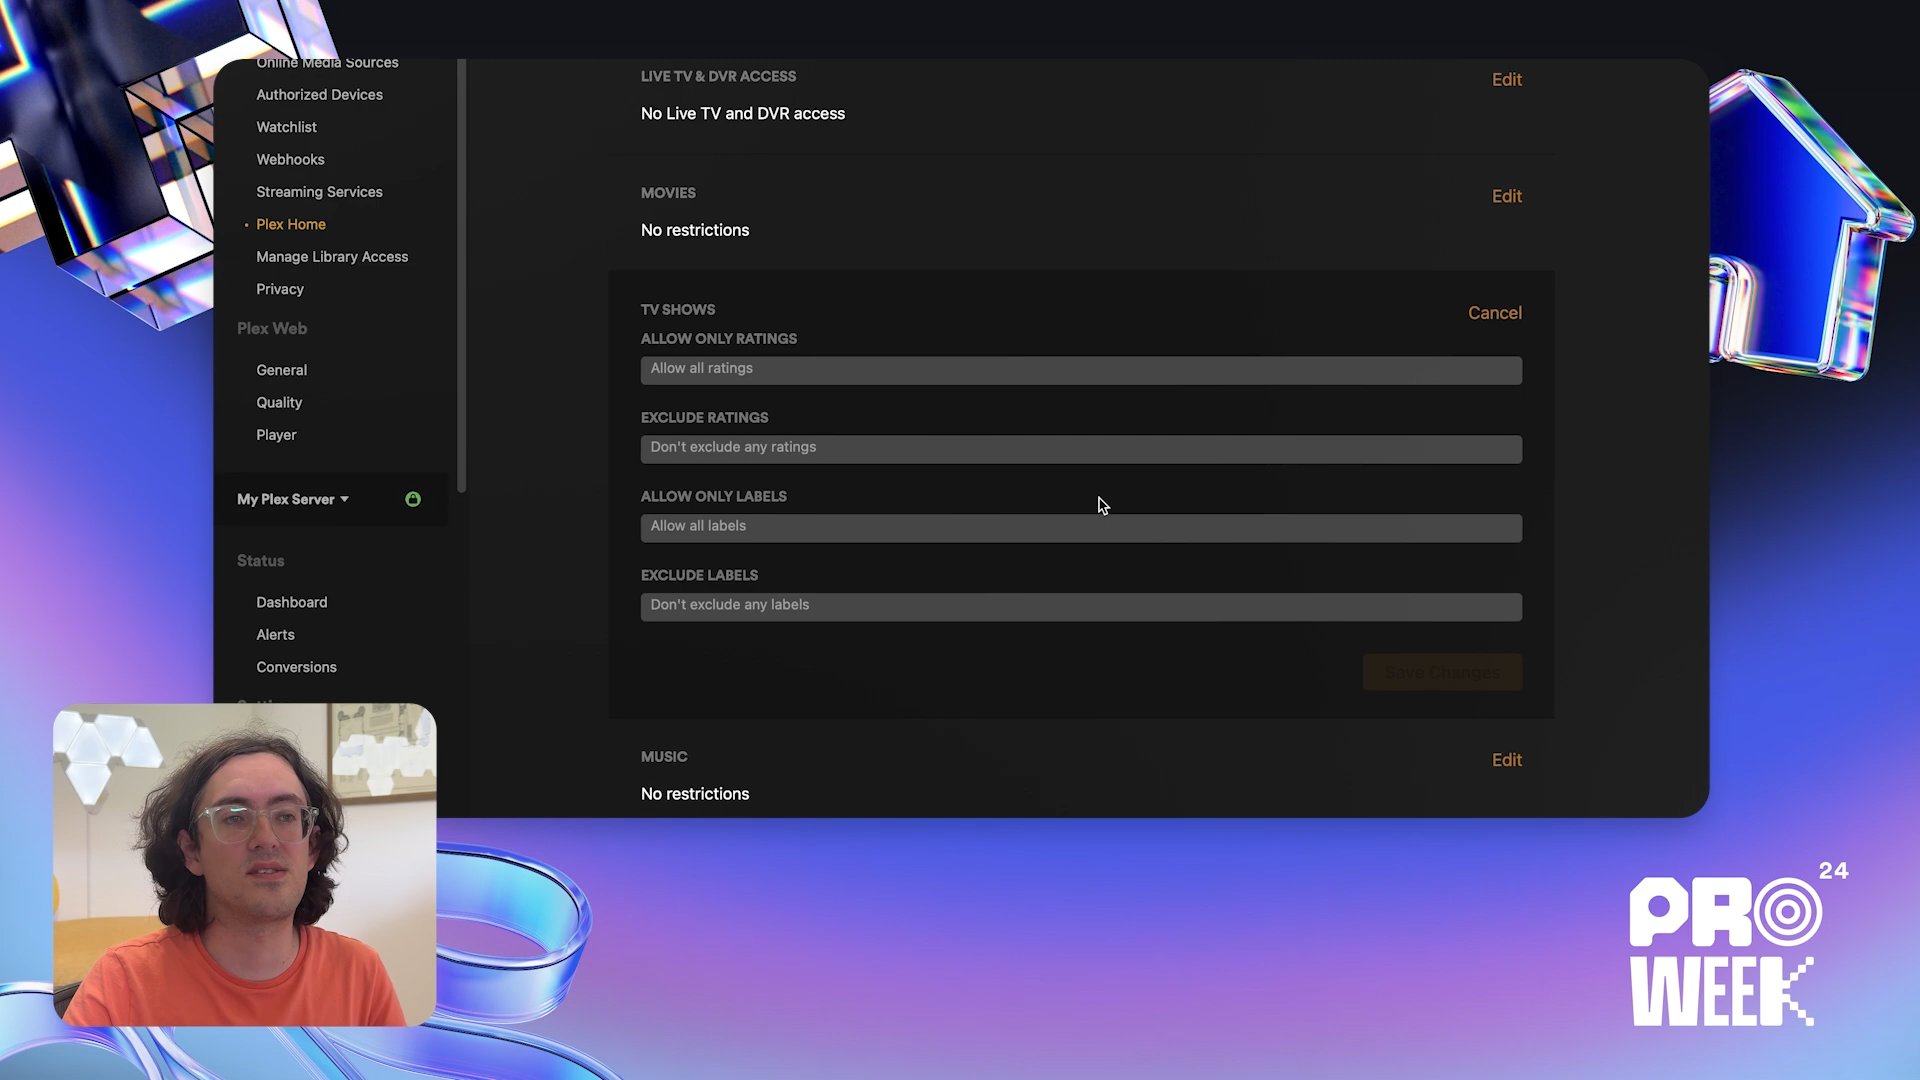 Online Media Sources
Authorized Devices
Watchlist
Webhooks
Streaming Services
Plex Home
Manage Library Access
Privacy
Plex Web
General
Quality
Player
My Plex Server
Status
Dashboard
Alerts
Conversions
LIVE TV & DVR ACCESS
Edit
No Live TV and DVR access
MOVIES
Edit
No restrictions
TV SHOWS
Cancel
ALLOW ONLY RATINGS
Allow all ratings
EXCLUDE RATINGS
Don't exclude any ratings
ALLOW ONLY LABELS
Allow all labels
EXCLUDE LABELS
Don't exclude any labels
Save Changes
MUSIC
Edit
No restrictions
PRO
WEEK
24